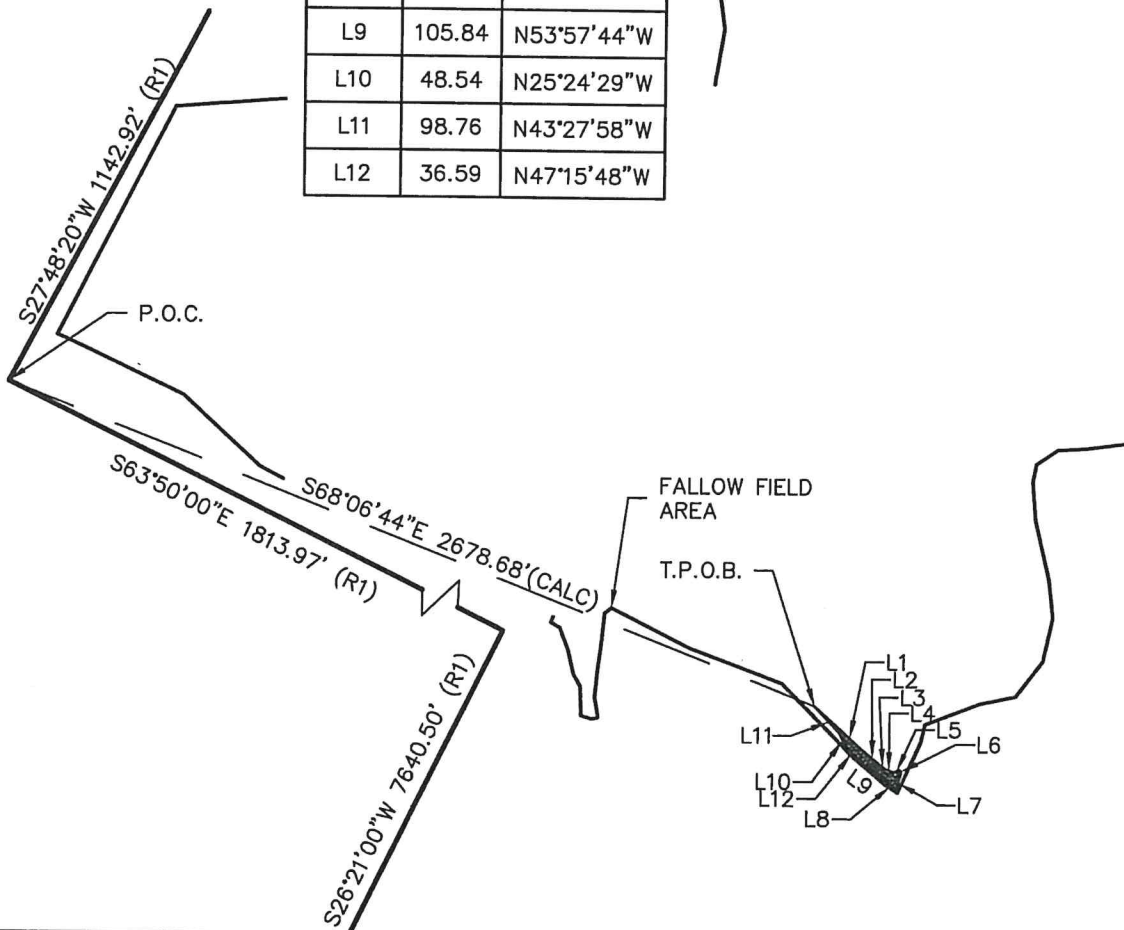 L9 105.84 N53°57'44"W
L10 48.54 N25°24'29"W
L11 98.76 N43°27'58"W
L12 36.59 N47°15'48"W
S27°48'20"W 1142.92' (R1)
P.O.C.
S63°50'00"E 1813.97' (R1)
S68°06'44"E 2678.68'(CALC)
FALLOW FIELD
AREA
T.P.O.B.
L1
L2
L3
L4
L5
L6
L11
L10
L12
L9
L8
L7
S26°21'00"W 7640.50' (R1)